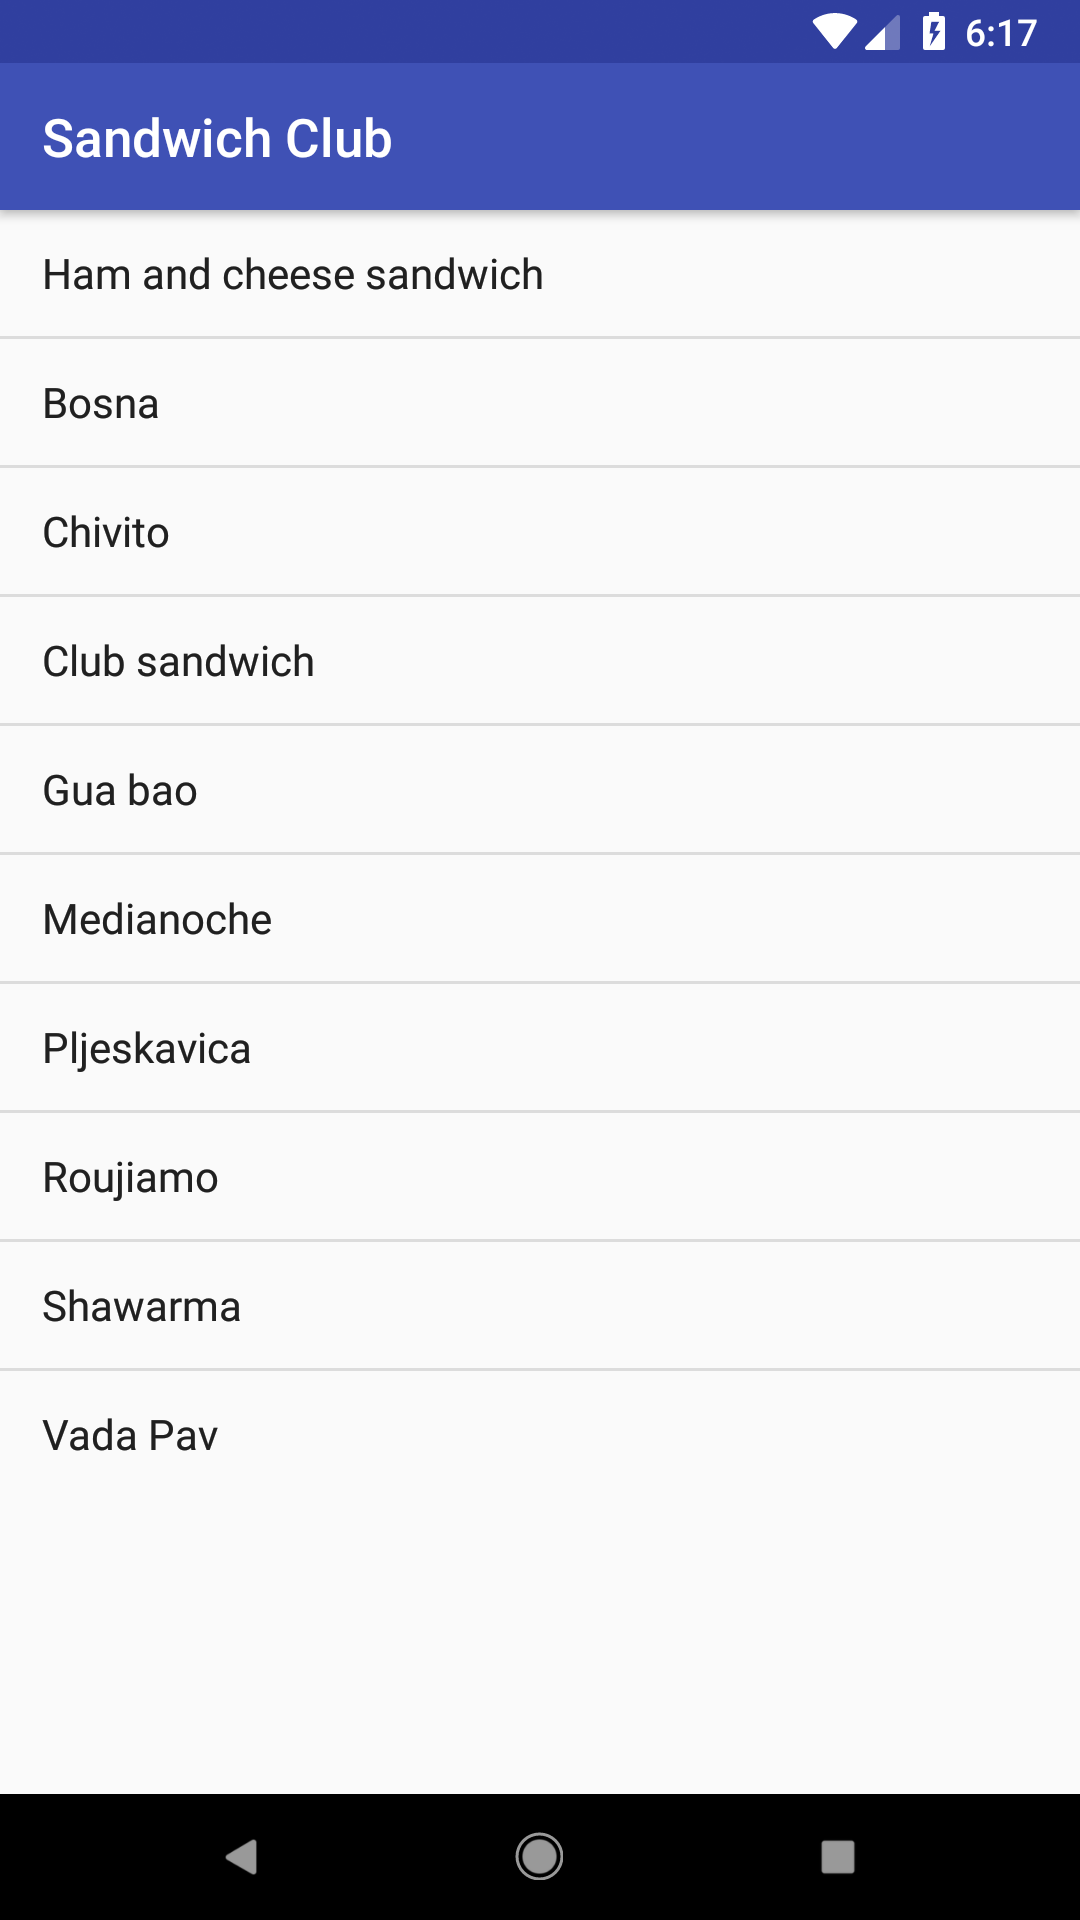 6:17
Sandwich Club
Ham and cheese sandwich
Bosna
Chivito
Club sandwich
Gua bao
Medianoche
Pljeskavica
Roujiamo
Shawarma
Vada Pav